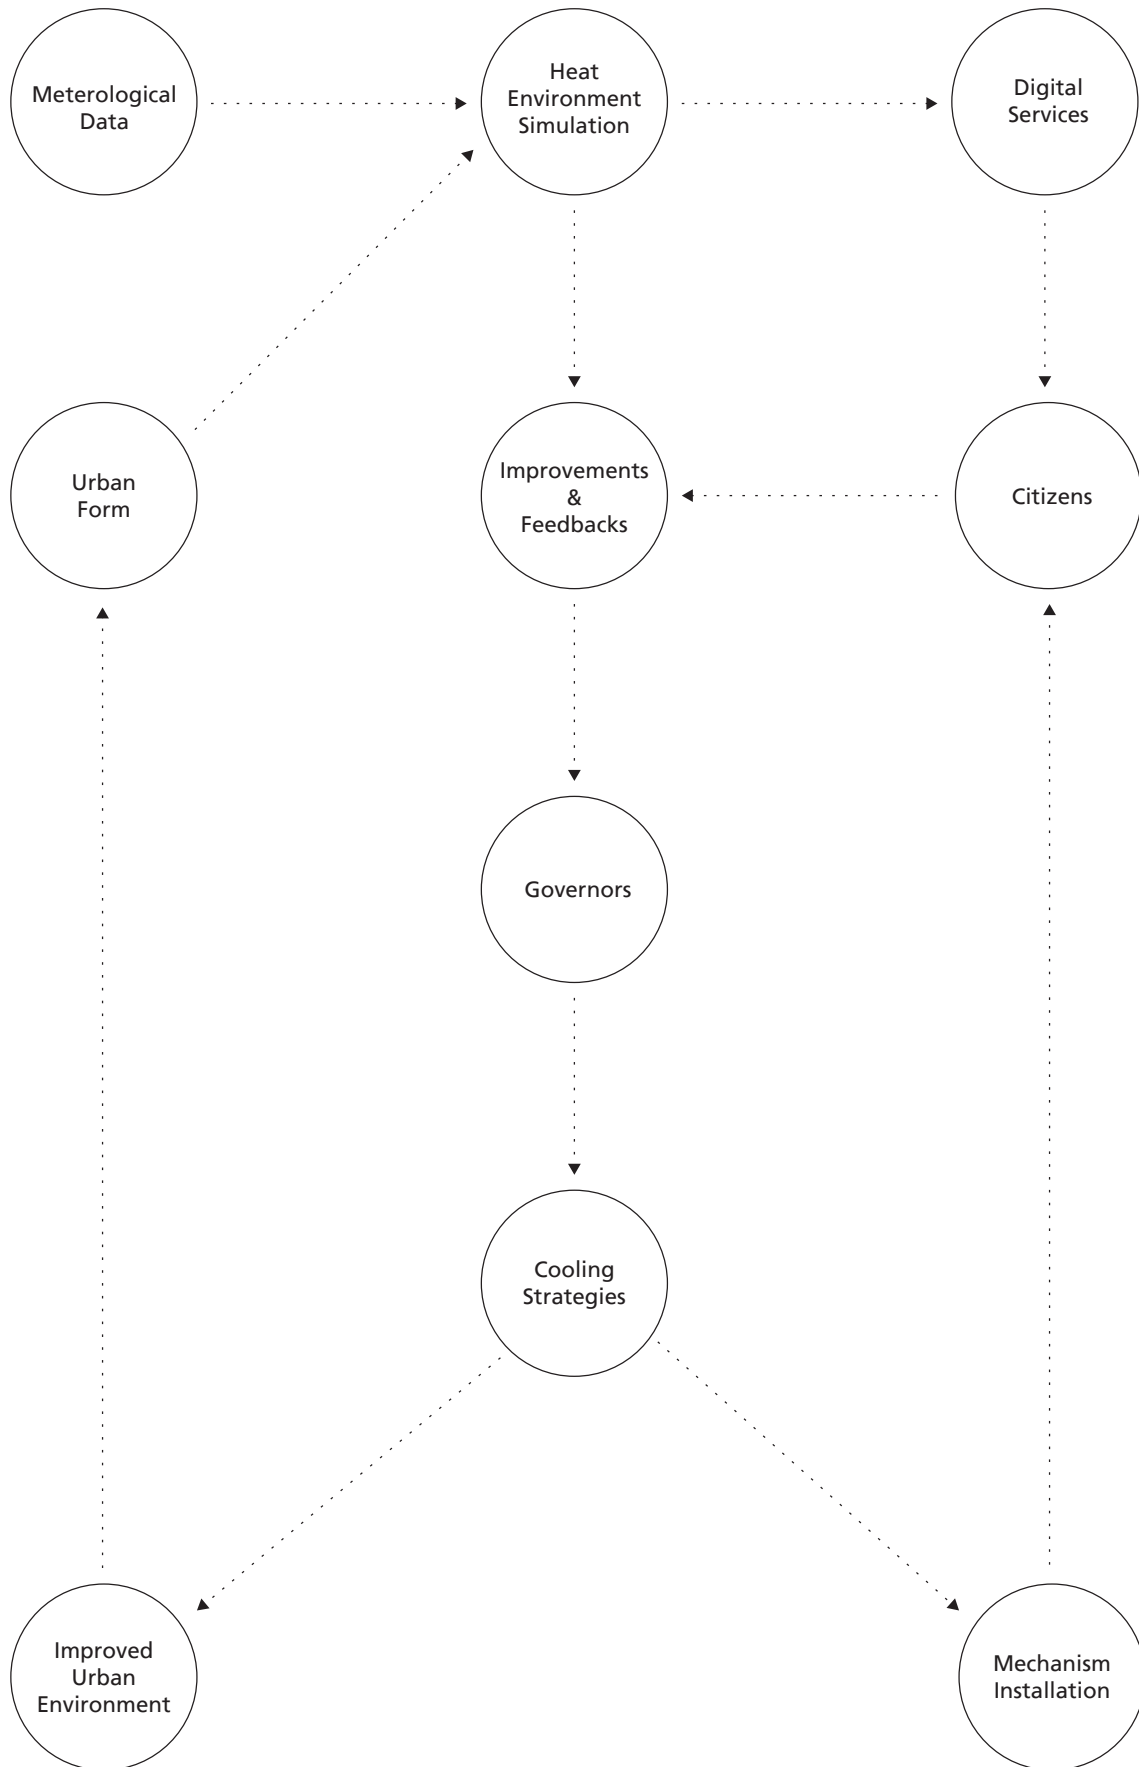 Meterological
Data
Heat
Environment
Simulation
Digital
Services
Urban
Form
Improvements
&
Feedbacks
Citizens
Governors
Cooling
Strategies
Improved
Urban
Environment
Mechanism
Installation